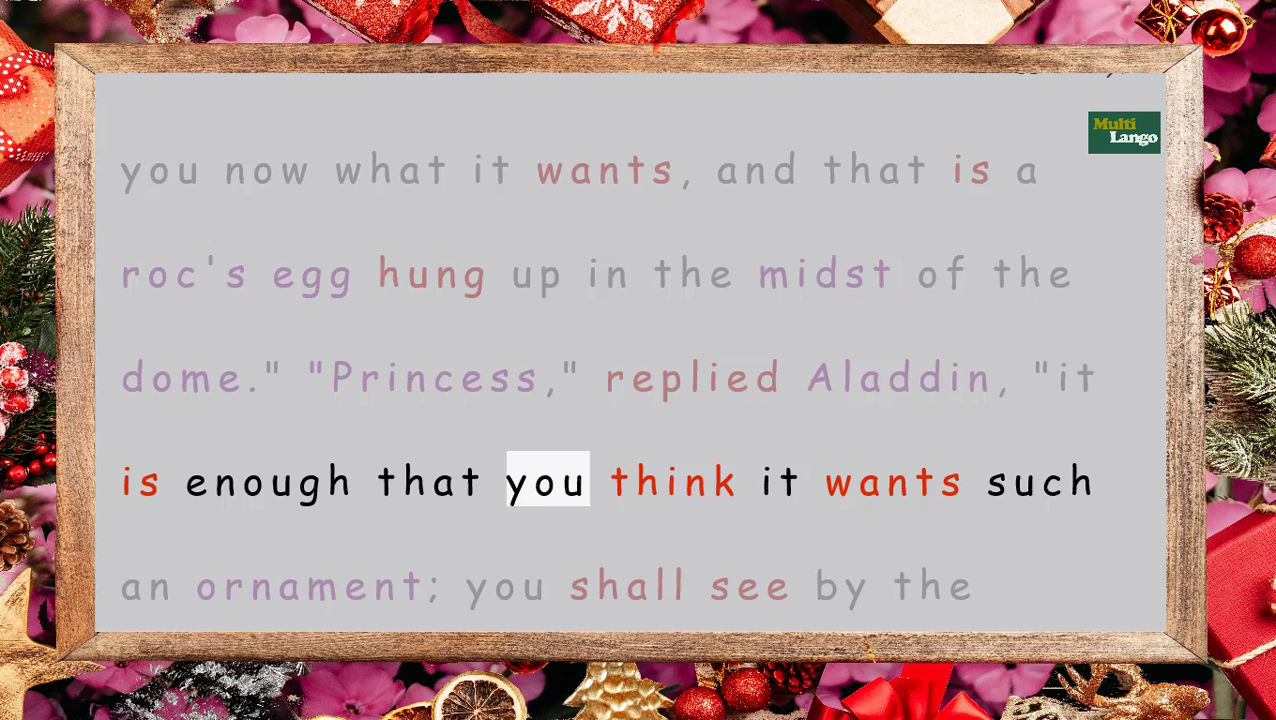 Multi
Lango
you now what it wants, and that is a
roc's egg hung up in the midst of the
dome." "Princess," replied Aladdin, "it
is enough that you think it wants such
an ornament; you shall see by the